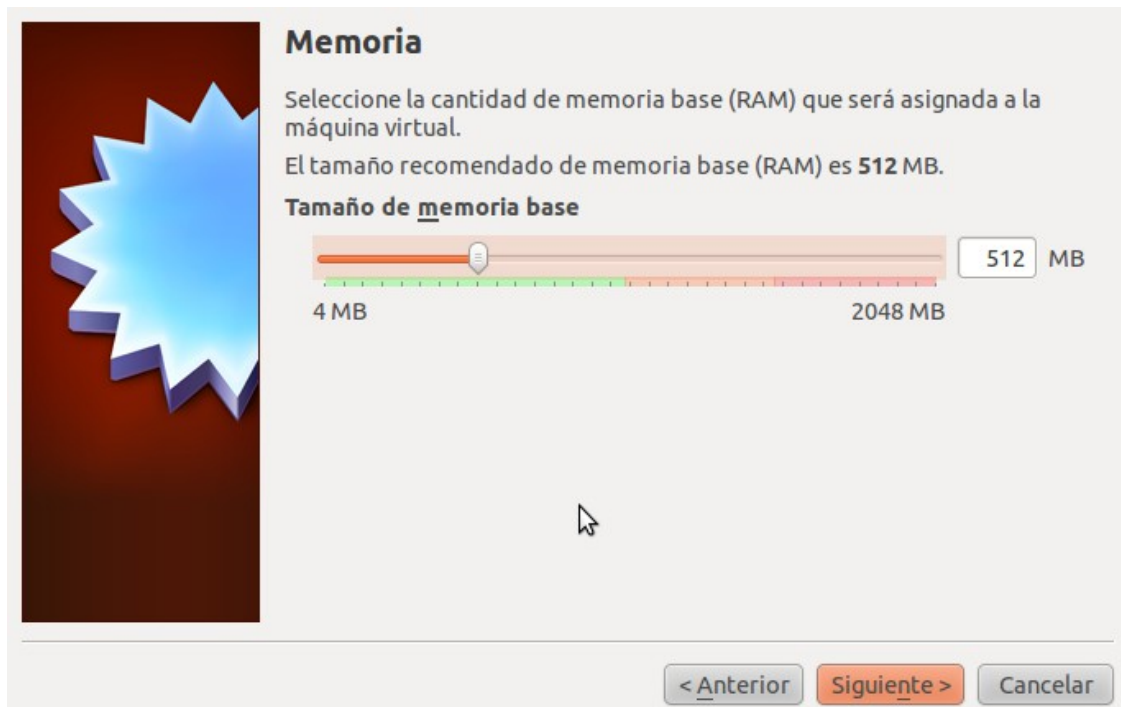 Memoria
Seleccione la cantidad de memoria base (RAM) que será asignada a la
máquina virtual.
El tamaño recomendado de memoria base (RAM) es 512 MB.
Tamaño de memoria base
512 MB
4 MB 2048 MB
< Anterior Siguiente > Cancelar